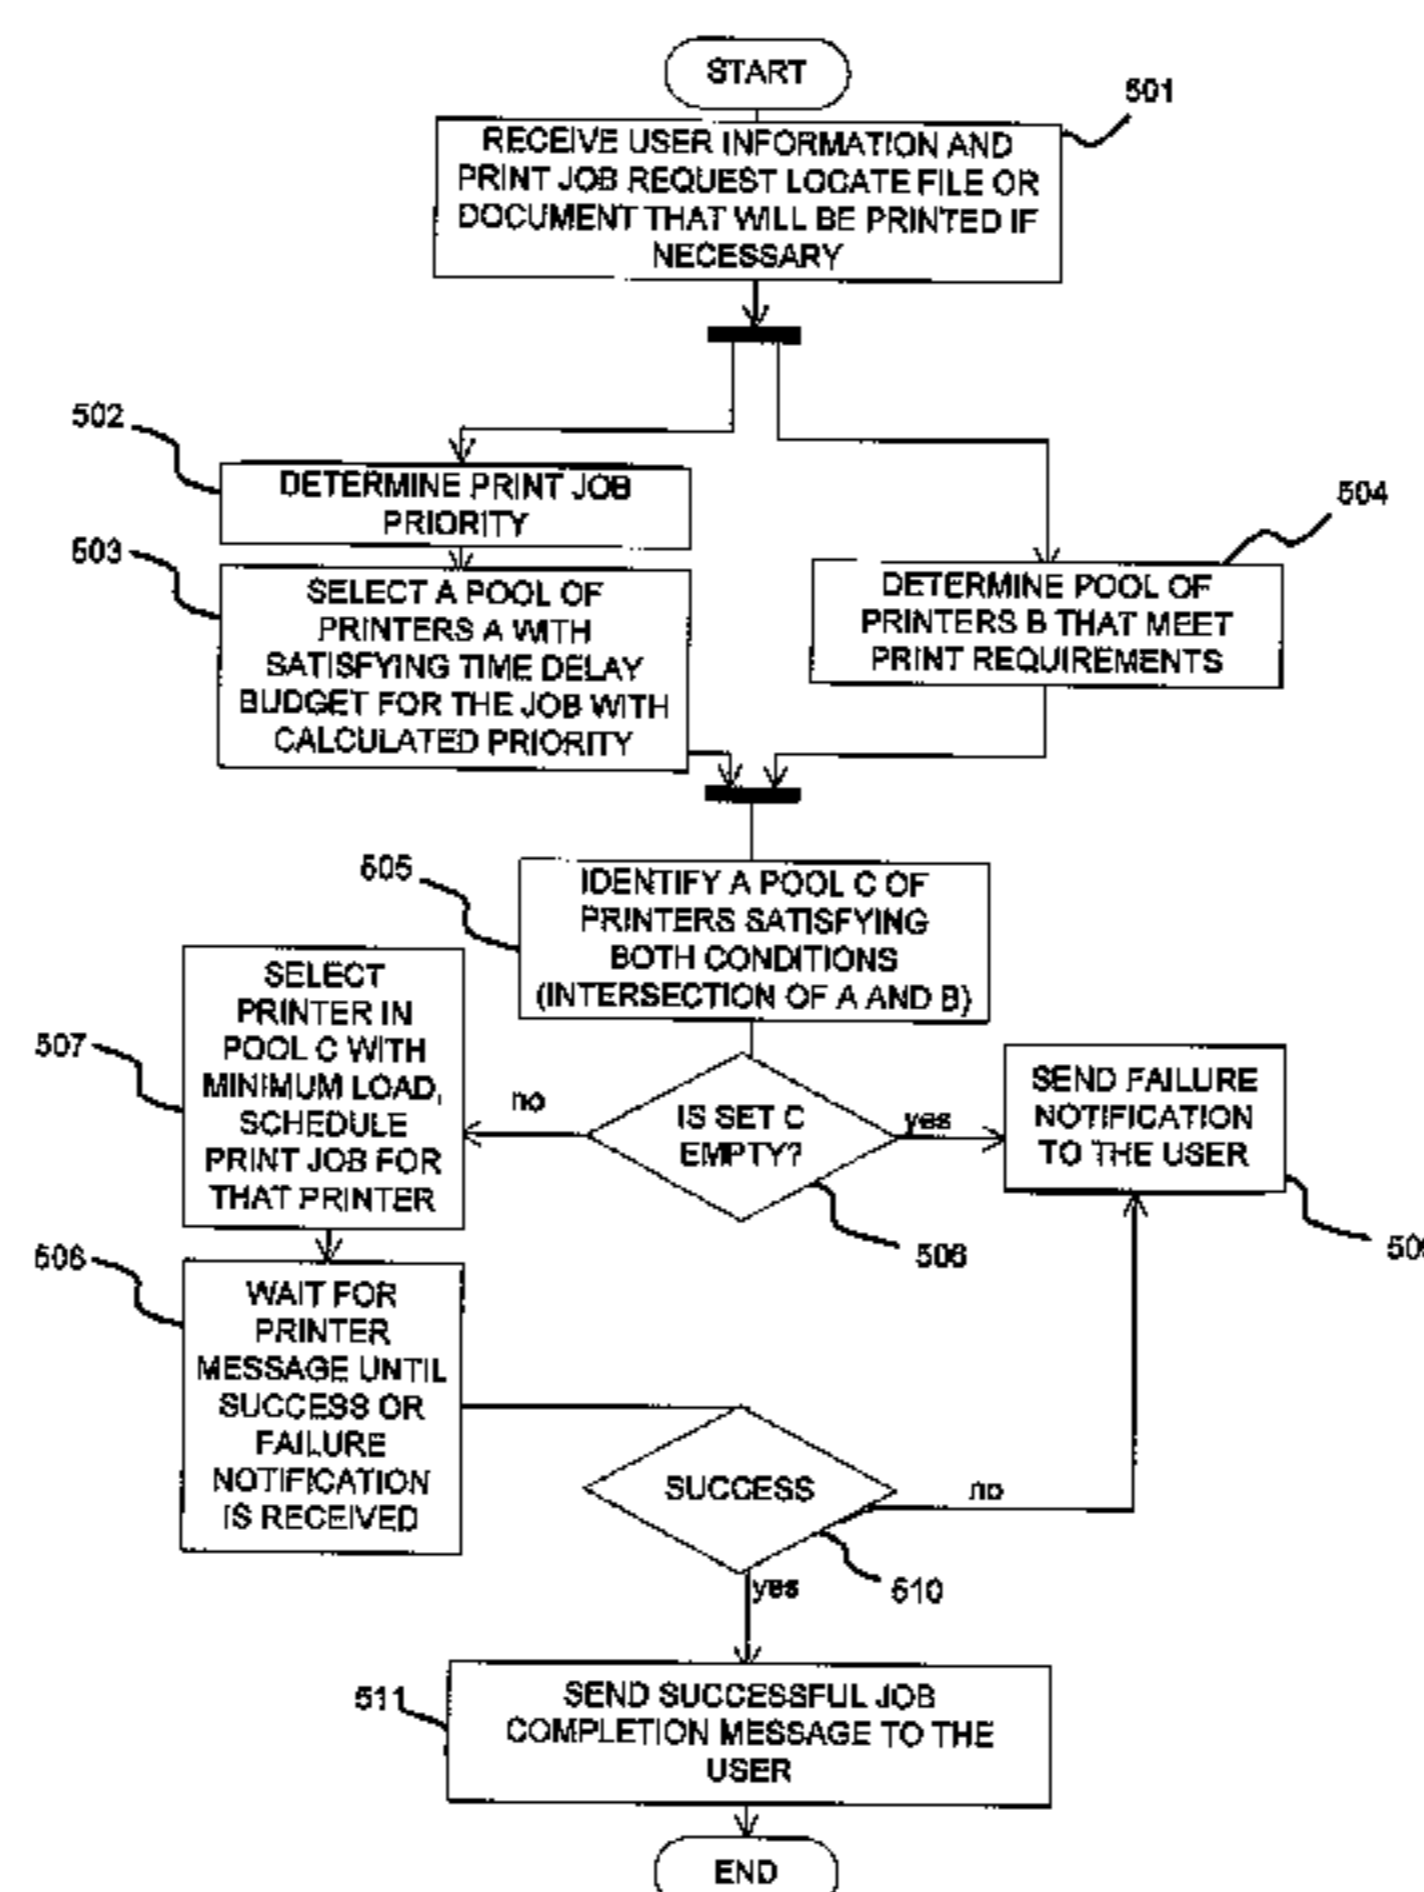 START
501
RECEIVE USER INFORMATION AND
PRINT JOB REQUEST LOCATE FILE OR
DOCUMENT THAT WILL BE PRINTED IF
NECESSARY
502
DETERMINE PRINT JOB
PRIORITY
503
SELECT A POOL OF
PRINTERS A WITH
SATISFYING TIME DELAY
BUDGET FOR THE JOB WITH
CALCULATED PRIORITY
504
DETERMINE POOL OF
PRINTERS B THAT MEET
PRINT REQUIREMENTS
505
IDENTIFY A POOL C OF
PRINTERS SATISFYING
BOTH CONDITIONS
(INTERSECTION OF A AND B)
507
SELECT
PRINTER IN
POOL C WITH
MINIMUM LOAD,
SCHEDULE
PRINT JOB FOR
THAT PRINTER
no
IS SET C
EMPTY?
yes
506
SEND FAILURE
NOTIFICATION
TO THE USER
508
WAIT FOR
PRINTER
MESSAGE UNTIL
SUCCESS OR
FAILURE
NOTIFICATION
IS RECEIVED
SUCCESS
no
510
yes
511
SEND SUCCESSFUL JOB
COMPLETION MESSAGE TO THE
USER
END